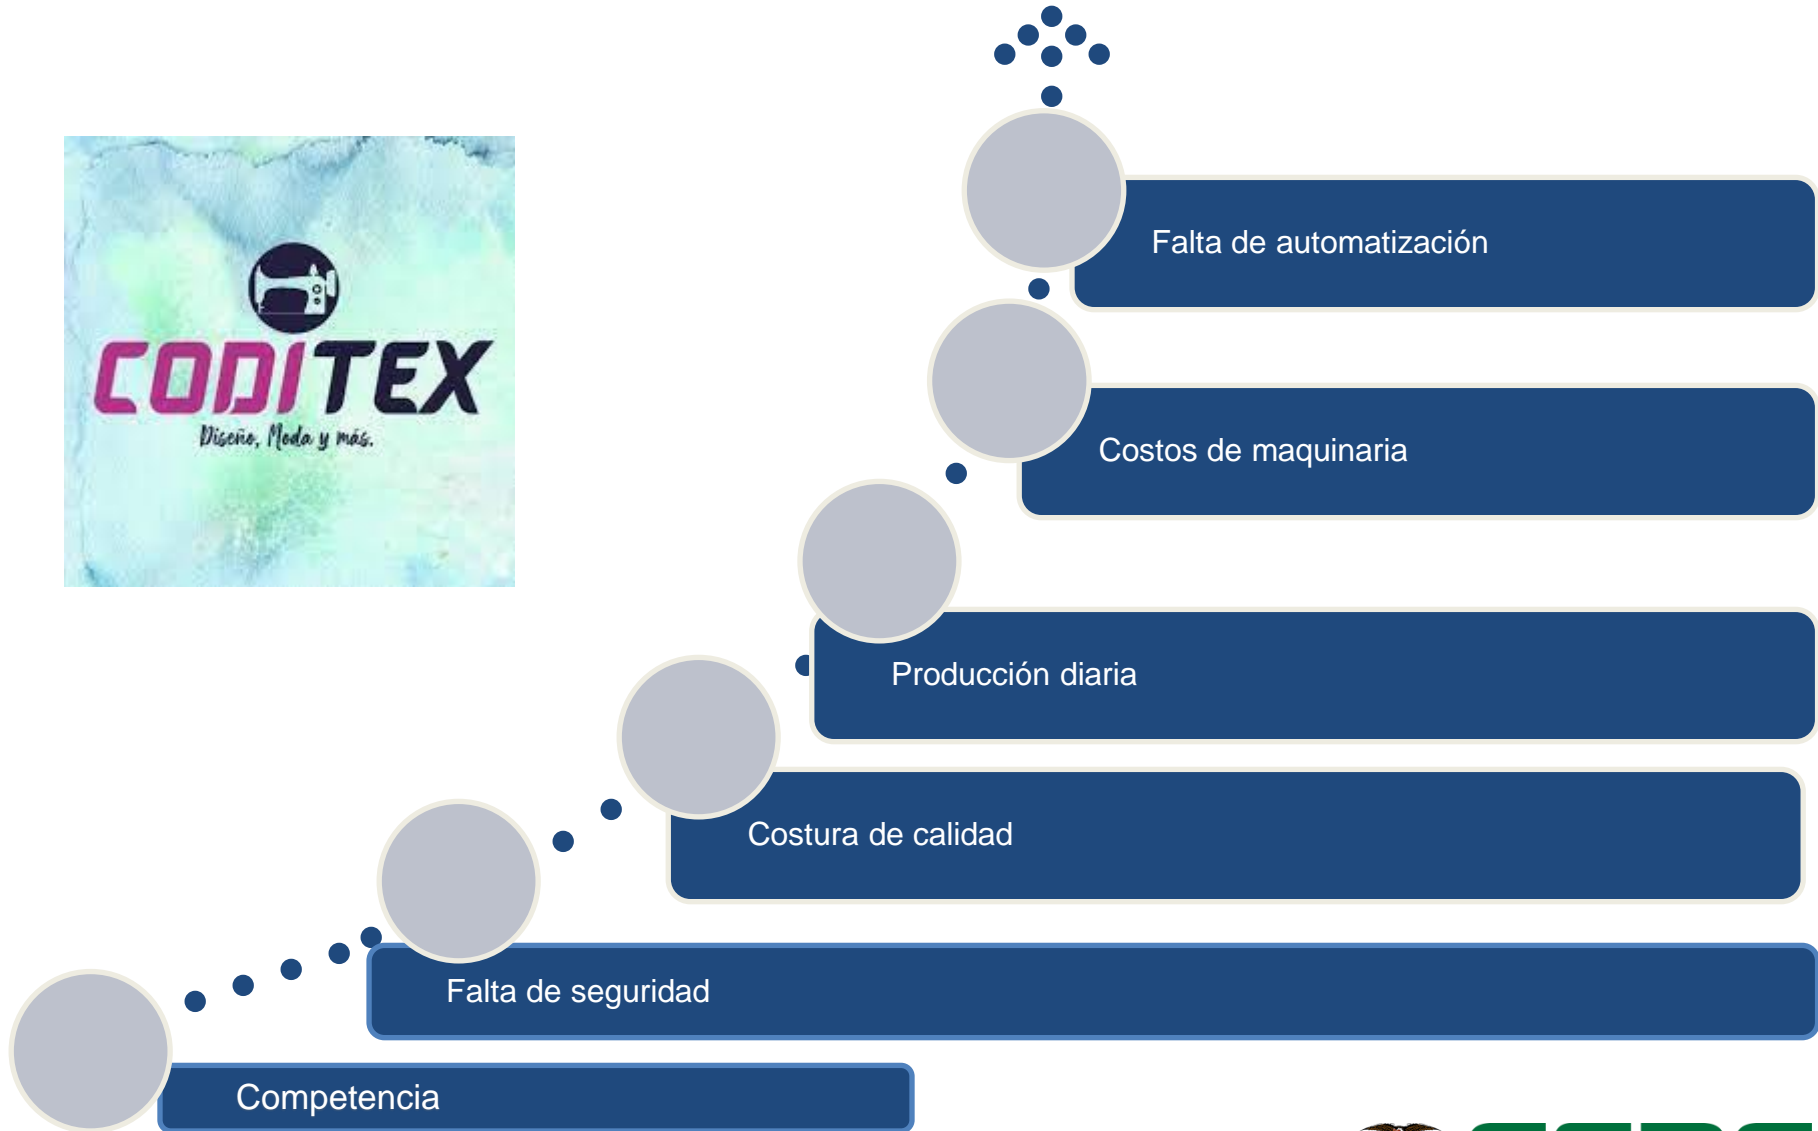 CODITEX
Diseño, Moda y más.
Falta de automatización
Costos de maquinaria
Producción diaria
Costura de calidad
Falta de seguridad
Competencia